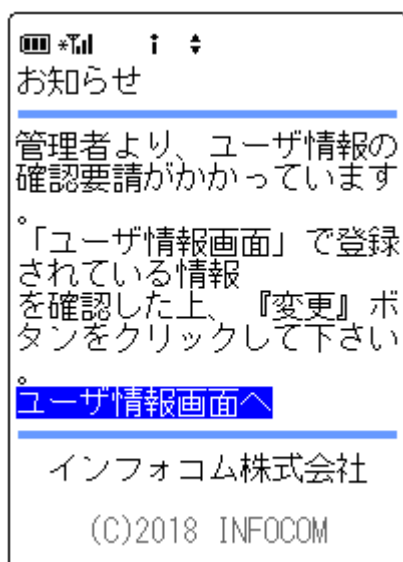 お知らせ
管理者より、ユーザ情報の
確認要請がかかっています
。
「ユーザ情報画面」で登録
されている情報
を確認した上、『変更』ボ
タンをクリックして下さい
。
ユーザ情報画面へ
インフォコム株式会社
(C)2018 INFOCOM